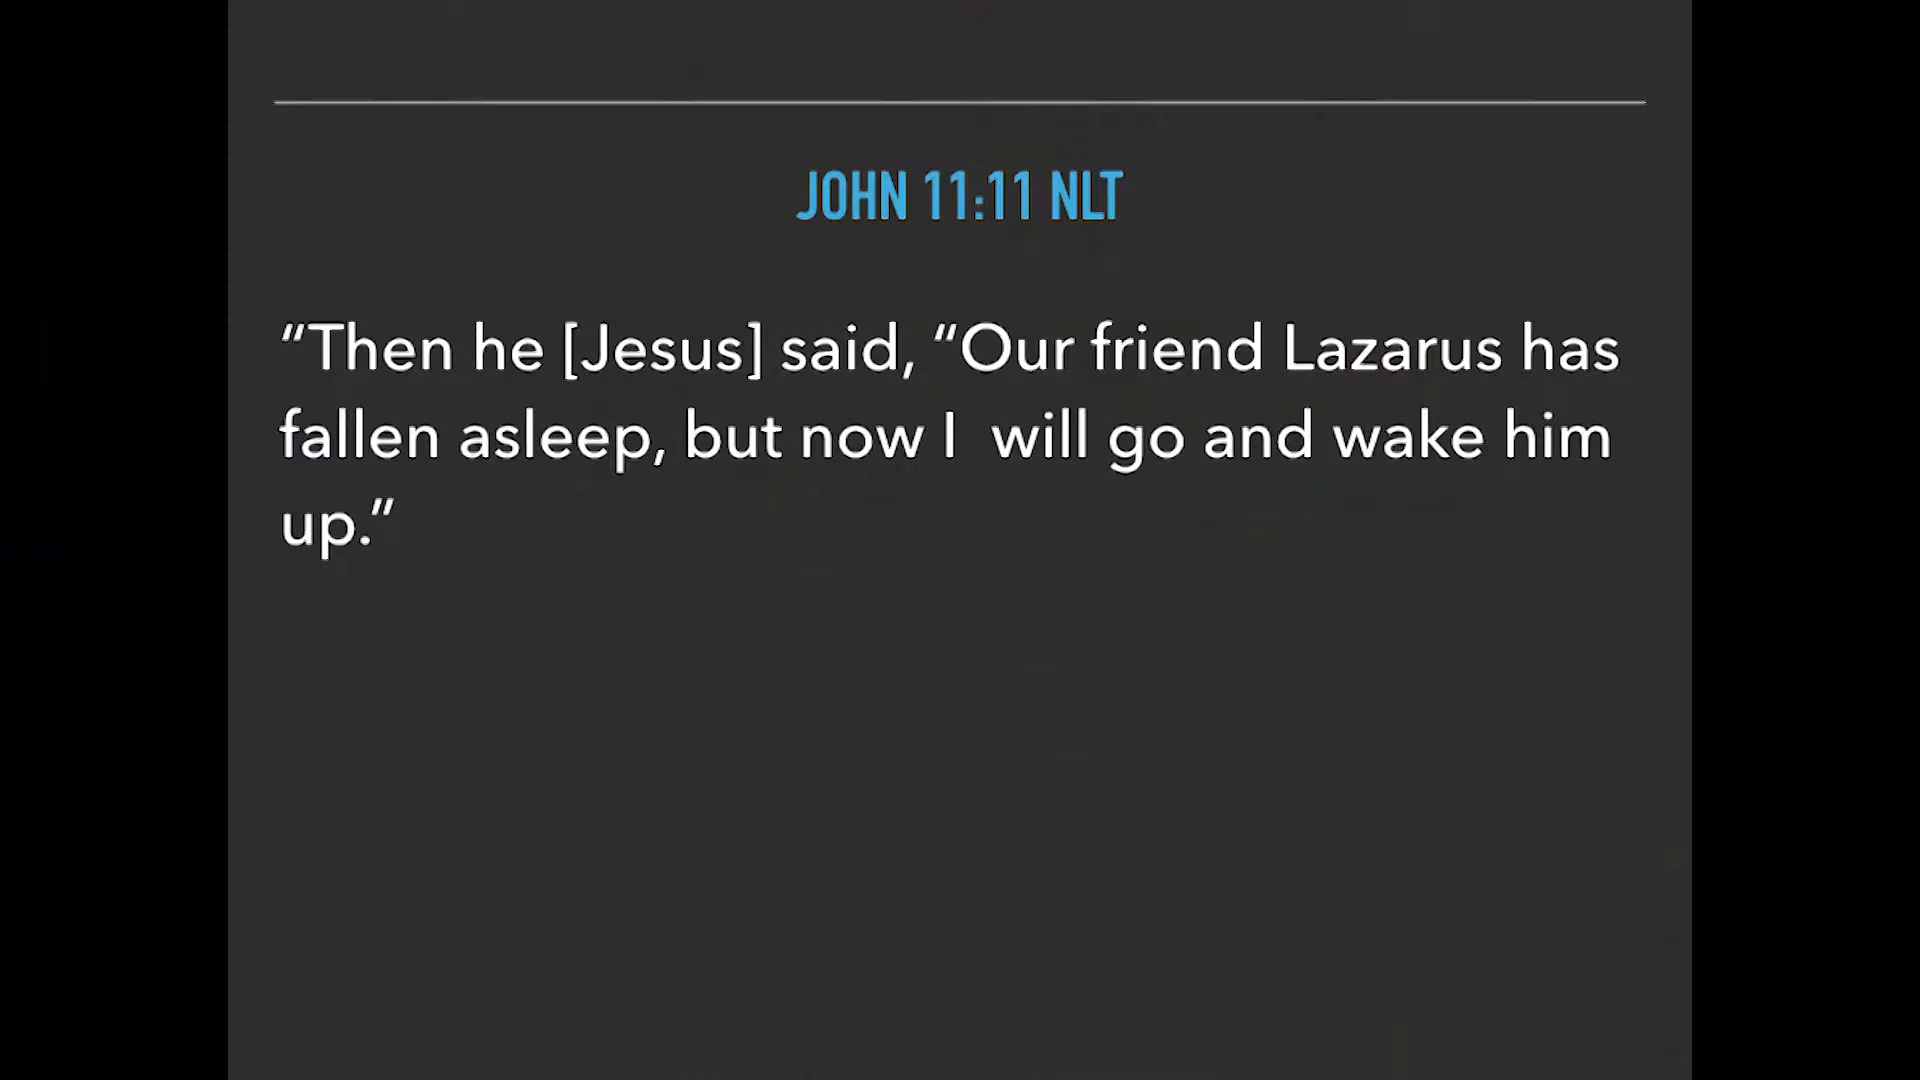 JOHN 11:11 NLT
“Then he [Jesus] said, “Our friend Lazarus has
fallen asleep, but now I  will go and wake him
up.”